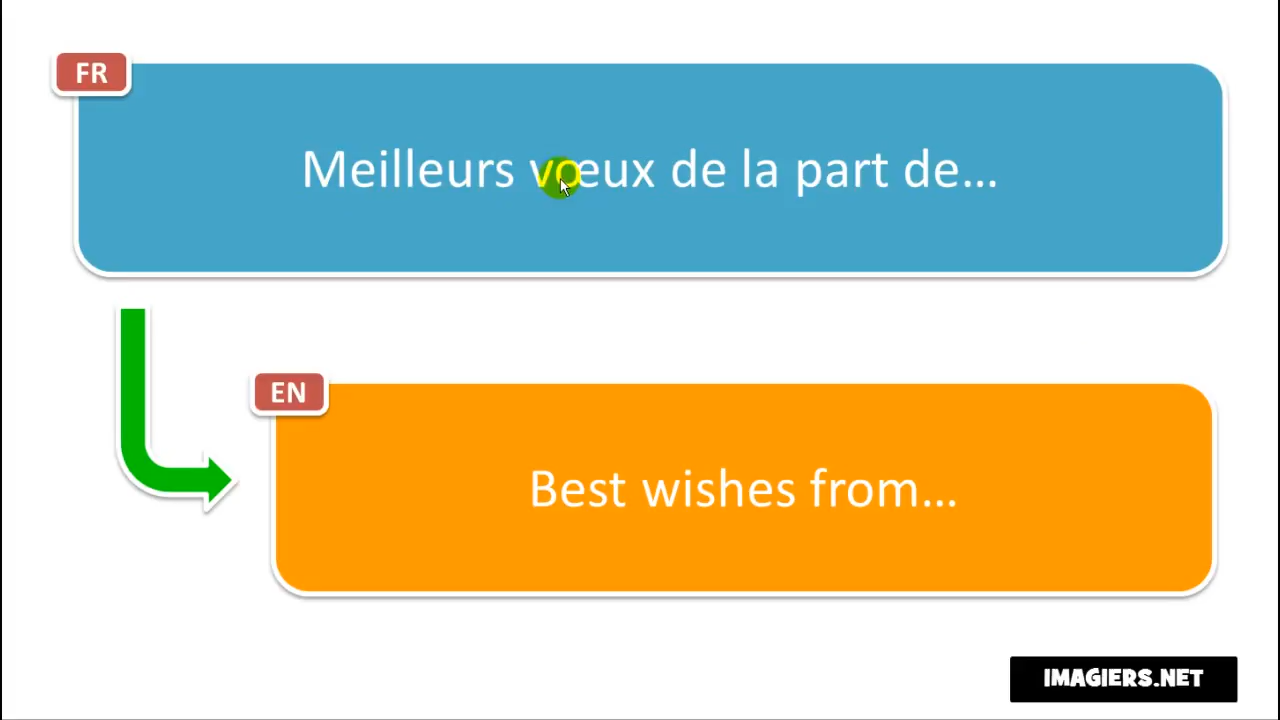 FR
Meilleurs vœux de la part de…
EN
Best wishes from…
IMAGIERS.NET